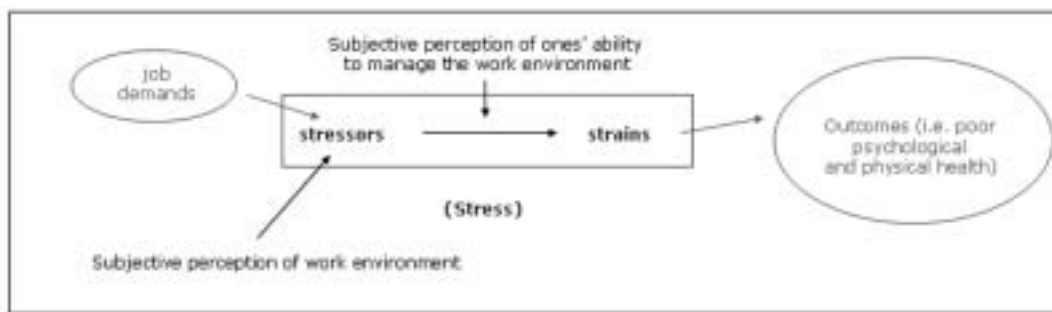 Subjective perception of ones' ability
to manage the work environment
job
demands
stressors
strains
Outcomes (i.e. poor
psychological
and physical health)
(Stress)
Subjective perception of work environment